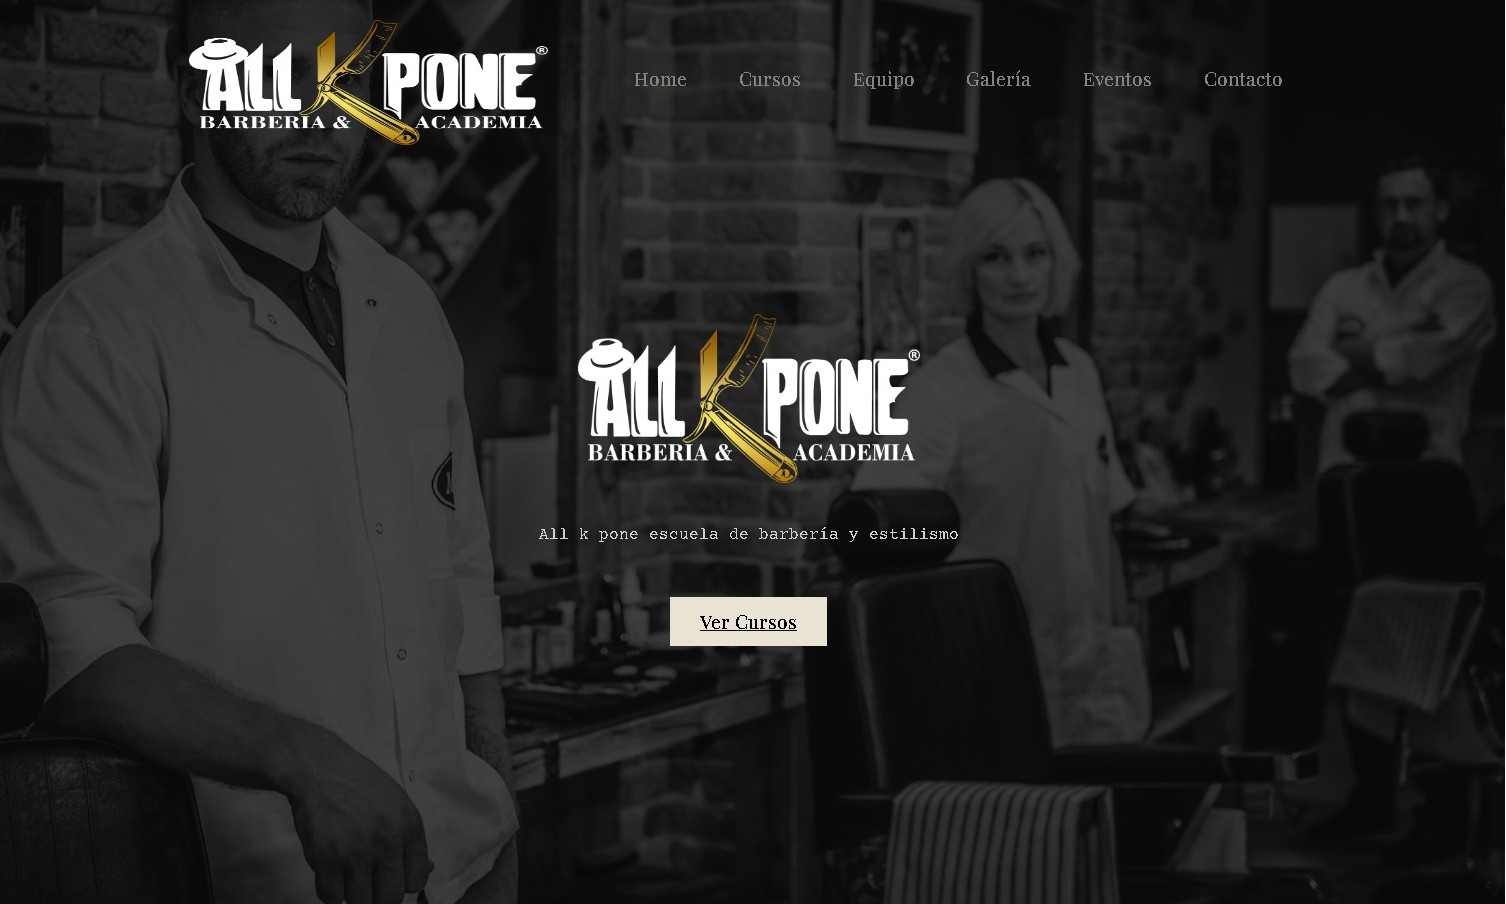 ALL K PONE®
BARBERIA & ACADEMIA
Home Cursos Equipo Galería Eventos Contacto
ALL K PONE®
BARBERIA & ACADEMIA
All k pone escuela de barbería y estilismo
Ver Cursos